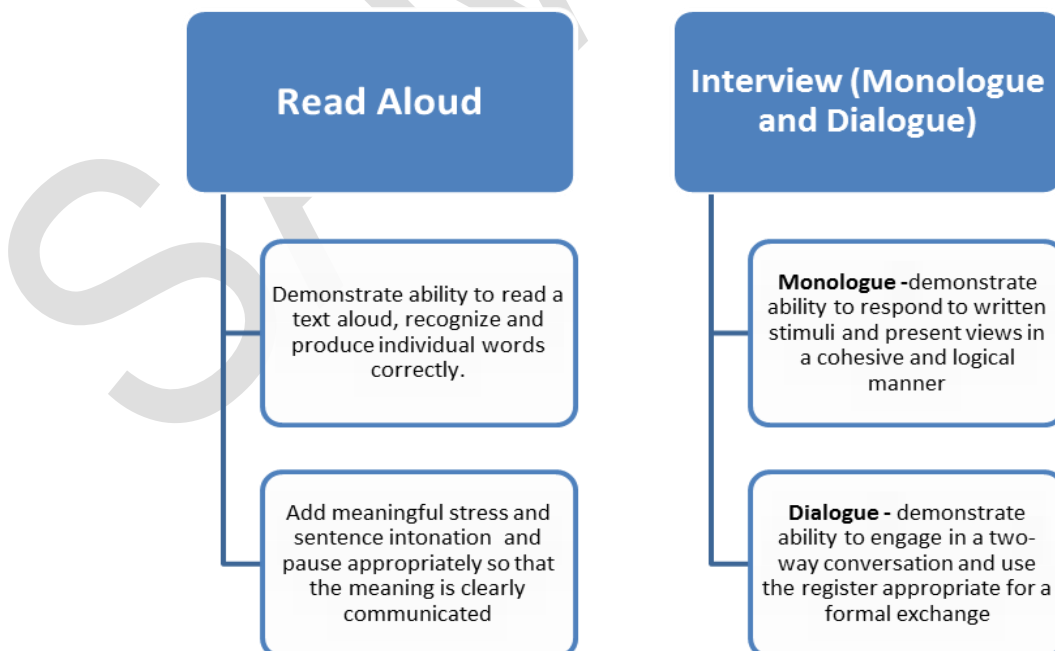 Read Aloud
Demonstrate ability to read a
text aloud, recognize and
produce individual words
correctly.
Add meaningful stress and
sentence intonation and
pause appropriately so that
the meaning is clearly
communicated
Interview (Monologue
and Dialogue)
Monologue -demonstrate
ability to respond to written
stimuli and present views in
a cohesive and logical
manner
Dialogue - demonstrate
ability to engage in a two-
way conversation and use
the register appropriate for a
formal exchange